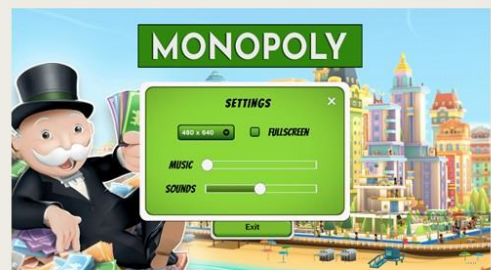 MONOPOLY
SETTINGS
480 x 640
FULLSCREEN
MUSIC
SOUNDS
Exit